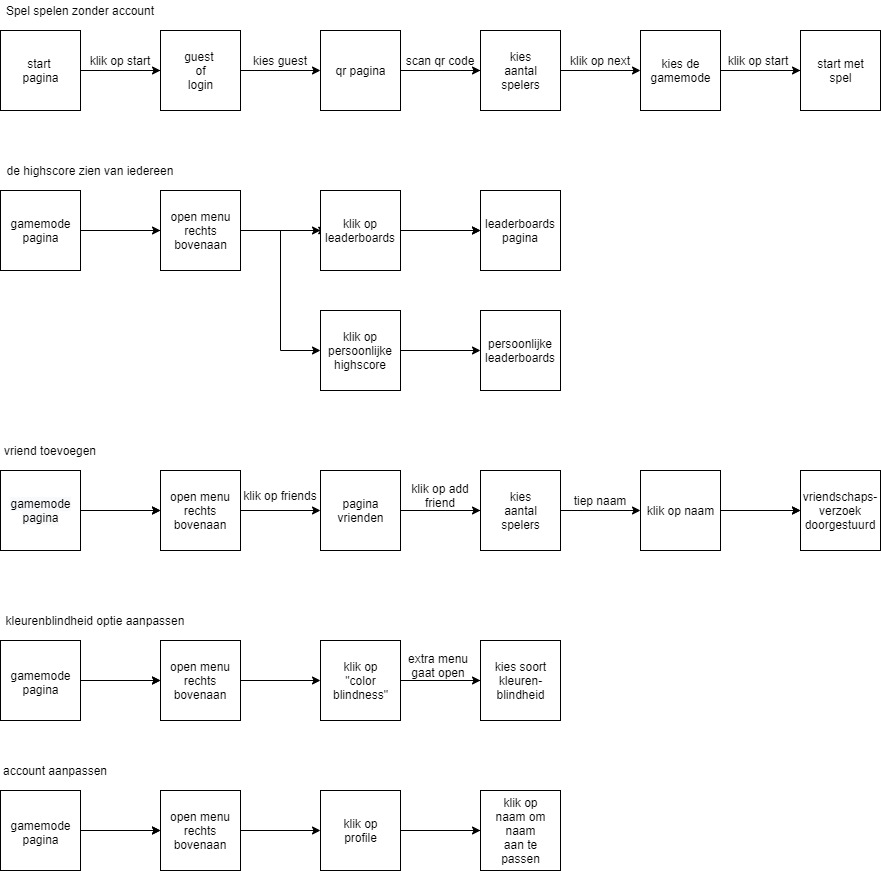 Spel spelen zonder account
start
pagina
klik op start
guest
of
login
kies guest
qr pagina
scan qr code
kies
aantal
spelers
klik op next
kies de
gamemode
klik op start
start met
spel
de highscore zien van iedereen
gamemode
pagina
open menu
rechts
bovenaan
klik op
leaderboards
leaderboards
pagina
klik op
persoonlijke
highscore
persoonlijke
leaderboards
vriend toevoegen
gamemode
pagina
open menu
rechts
bovenaan
klik op friends
pagina
vrienden
klik op add
friend
kies
aantal
spelers
tiep naam
klik op naam
vriendschaps-
verzoek
doorgestuurd
kleurenblindheid optie aanpassen
gamemode
pagina
open menu
rechts
bovenaan
klik op
"color
blindness"
extra menu
gaat open
kies soort
kleuren-
blindheid
account aanpassen
gamemode
pagina
open menu
rechts
bovenaan
klik op
profile
klik op
naam om
naam
aan te
passen